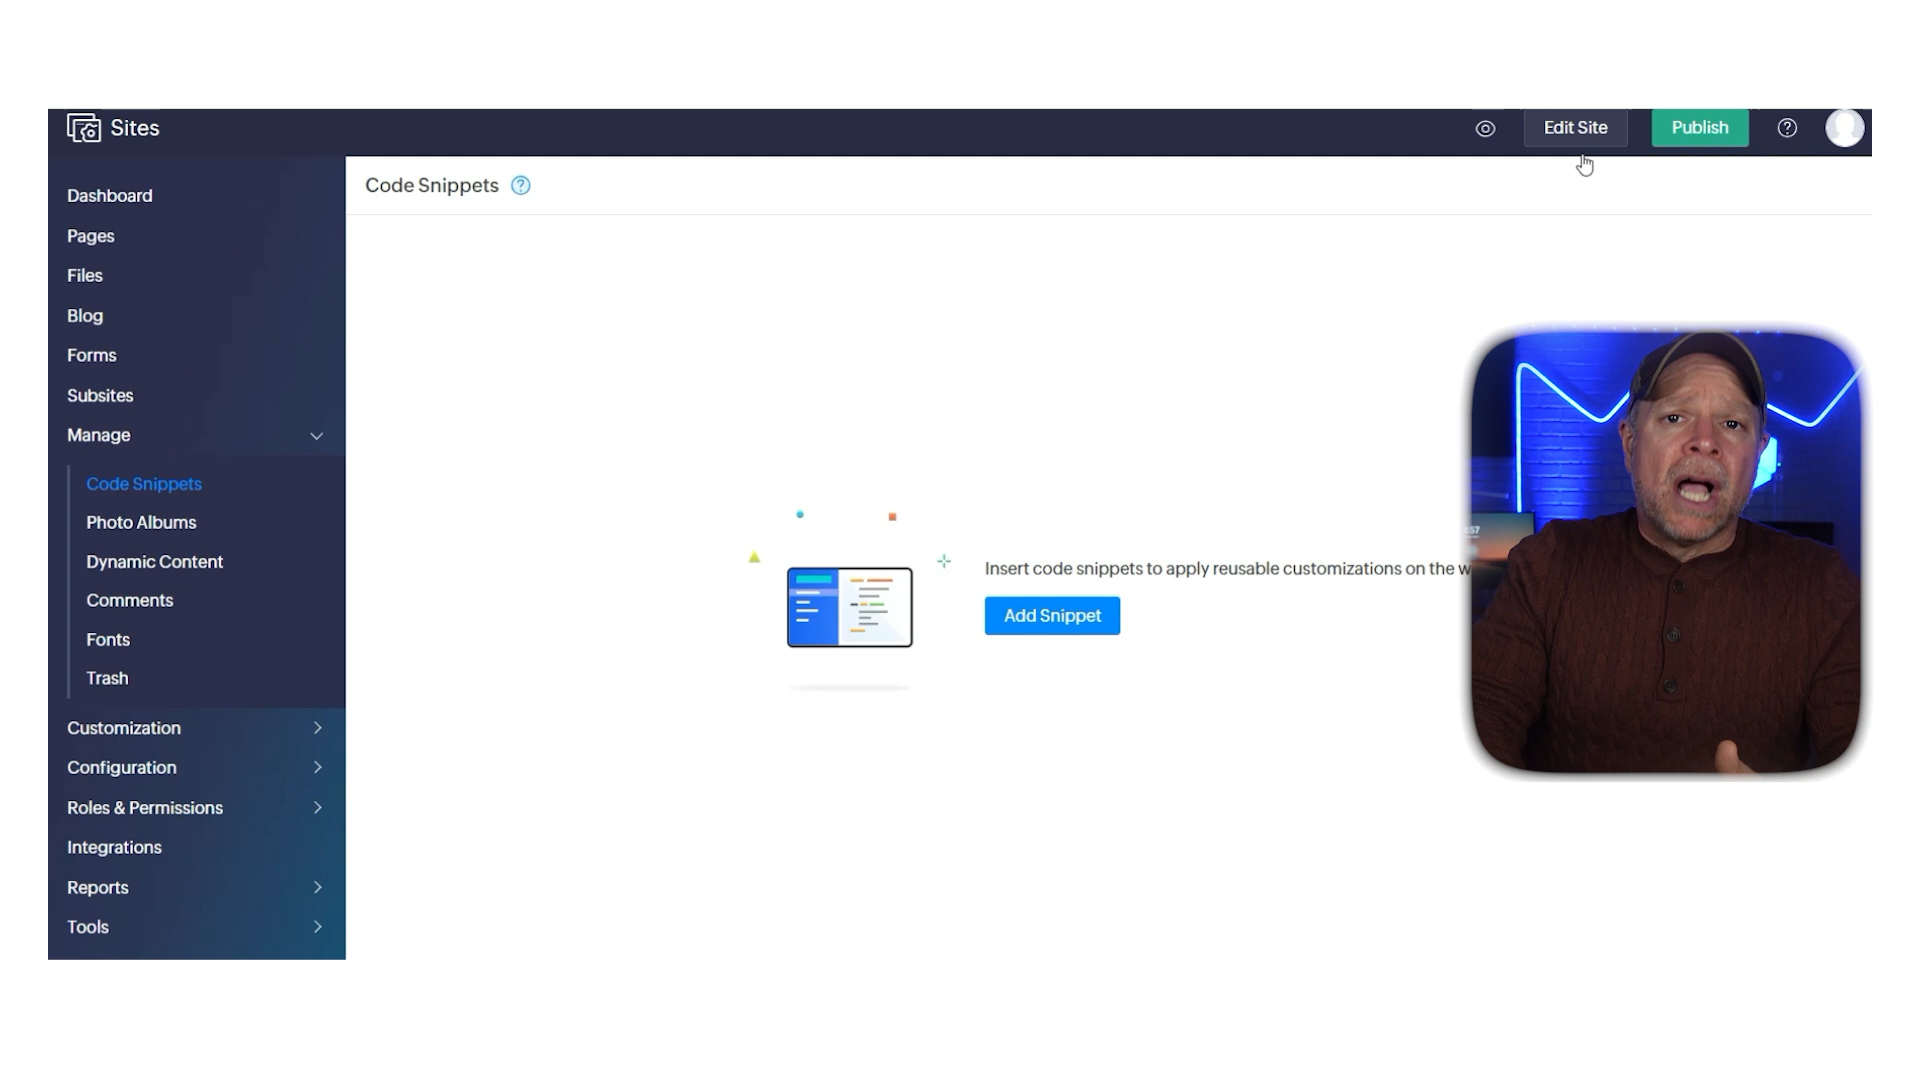 Sites
Edit Site
Publish
Dashboard
Pages
Files
Blog
Forms
Subsites
Manage
Code Snippets
Photo Albums
Dynamic Content
Comments
Fonts
Trash
Customization
Configuration
Roles & Permissions
Integrations
Reports
Tools
Code Snippets
Insert code snippets to apply reusable customizations on the w
Add Snippet
57